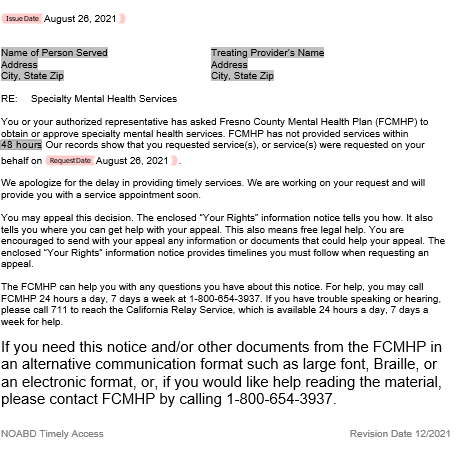 Issue Date August 26, 2021
Name of Person Served Treating Provider's Name
Address Address
City, State Zip City, State Zip
RE: Specialty Mental Health Services
You or your authorized representative has asked Fresno County Mental Health Plan (FCMHP) to
obtain or approve specialty mental health services. FCMHP has not provided services within
48 hours Our records show that you requested service(s), or service(s) were requested on your
behalf on Request Date August 26, 2021 .
We apologize for the delay in providing timely services. We are working on your request and will
provide you with a service appointment soon.
You may appeal this decision. The enclosed “Your Rights” information notice tells you how. It also
tells you where you can get help with your appeal. This also means free legal help. You are
encouraged to send with your appeal any information or documents that could help your appeal. The
enclosed “Your Rights” information notice provides timelines you must follow when requesting an
appeal.
The FCMHP can help you with any questions you have about this notice. For help, you may call
FCMHP 24 hours a day, 7 days a week at 1-800-654-3937. If you have trouble speaking or hearing,
please call 711 to reach the California Relay Service, which is available 24 hours a day, 7 days a
week for help.
If you need this notice and/or other documents from the FCMHP in
an alternative communication format such as large font, Braille, or
an electronic format, or, if you would like help reading the material,
please contact FCMHP by calling 1-800-654-3937.
NOABD Timely Access Revision Date 12/2021